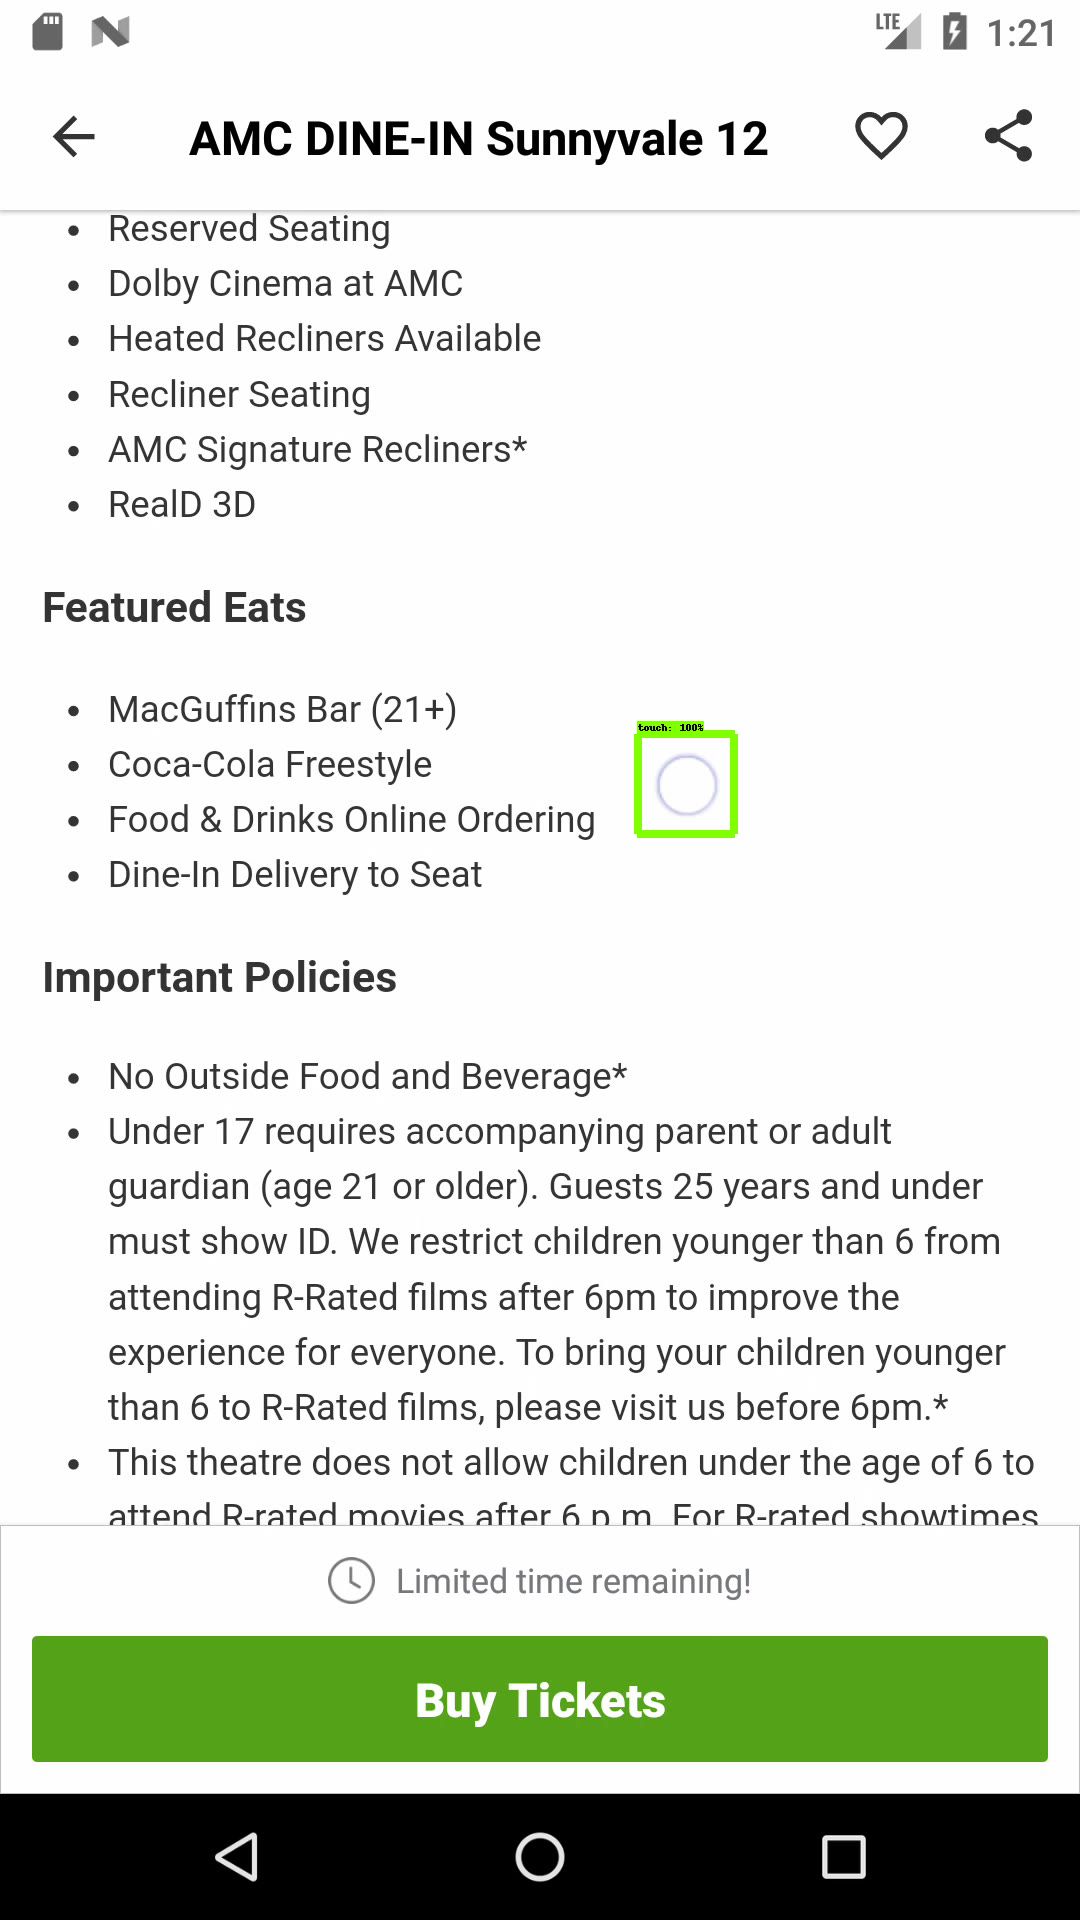 LTE 1:21
AMC DINE-IN Sunnyvale 12
• Reserved Seating
• Dolby Cinema at AMC
• Heated Recliners Available
• Recliner Seating
• AMC Signature Recliners*
• RealD 3D
Featured Eats
• MacGuffins Bar (21+)
touch: 100%
• Coca-Cola Freestyle
• Food & Drinks Online Ordering
• Dine-In Delivery to Seat
Important Policies
• No Outside Food and Beverage*
• Under 17 requires accompanying parent or adult
guardian (age 21 or older). Guests 25 years and under
must show ID. We restrict children younger than 6 from
attending R-Rated films after 6pm to improve the
experience for everyone. To bring your children younger
than 6 to R-Rated films, please visit us before 6pm.*
• This theatre does not allow children under the age of 6 to
attend R-rated movies after 6 p.m. For R-rated showtimes
Limited time remaining!
Buy Tickets